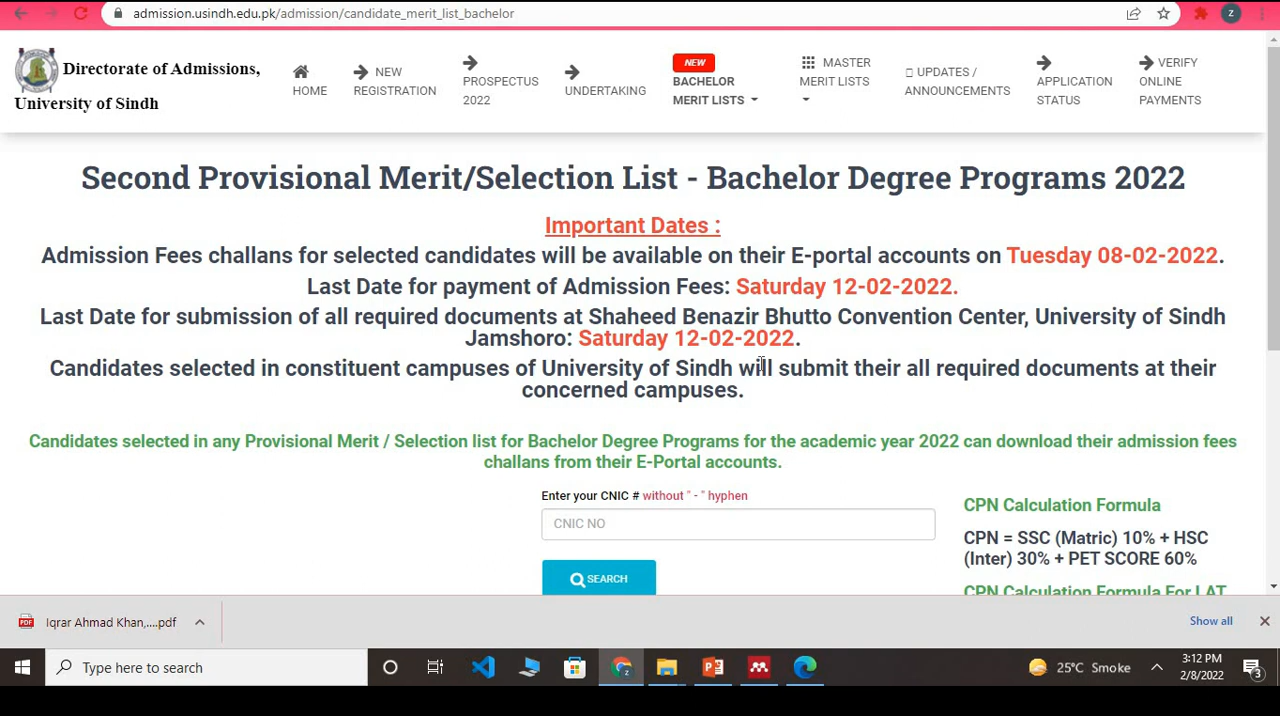 admission.usindh.edu.pk/admission/candidate_merit_list_bachelor
Z
Directorate of Admissions,
University of Sindh
HOME
NEW
REGISTRATION
PROSPECTUS
2022
UNDERTAKING
NEW
BACHELOR
MERIT LISTS
MASTER
MERIT LISTS
UPDATES /
ANNOUNCEMENTS
APPLICATION
STATUS
VERIFY
ONLINE
PAYMENTS
Second Provisional Merit/Selection List - Bachelor Degree Programs 2022
Important Dates :
Admission Fees challans for selected candidates will be available on their E-portal accounts on Tuesday 08-02-2022.
Last Date for payment of Admission Fees: Saturday 12-02-2022.
Last Date for submission of all required documents at Shaheed Benazir Bhutto Convention Center, University of Sindh
Jamshoro: Saturday 12-02-2022.
Candidates selected in constituent campuses of University of Sindh will submit their all required documents at their
concerned campuses.
Candidates selected in any Provisional Merit / Selection list for Bachelor Degree Programs for the academic year 2022 can download their admission fees
challans from their E-Portal accounts.
Enter your CNIC # without " - " hyphen
CNIC NO
SEARCH
CPN Calculation Formula
CPN = SSC (Matric) 10% + HSC
(Inter) 30% + PET SCORE 60%
CPN Calculation Formula For LAT
PDF
Iqrar Ahmad Khan,....pdf
Show all
Type here to search
25°C Smoke
3:12 PM
2/8/2022
3